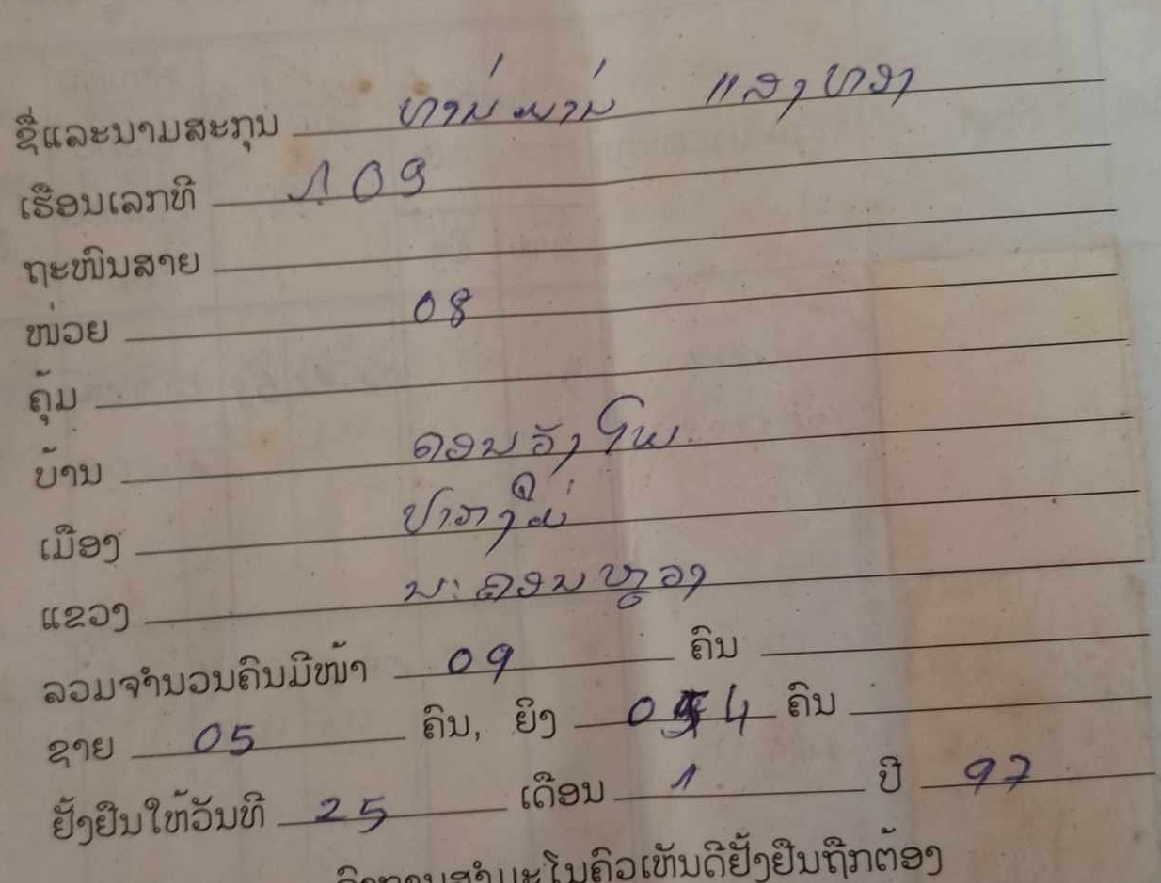 ຊື່ແລະນາມສະກຸນ ທ່ານ ພານ່ ແສງທອງ
ເຮືອນເລກທີ 109
ຖະໜົນສາຍ
ໜ່ວຍ 08
ຄຸ້ມ
ບ້ານ ດອນວັງໂພ
ເມືອງ ປາກງື່ມ
ແຂວງ ນະຄອນຫຼວງ
ລວມຈຳນວນຄົນມີໜ້າ 09 ຄົນ
ຊາຍ 05 ຄົນ, ຍິງ 04 ຄົນ
ຢັ້ງຢືນໃຫ້ວັນທີ 25 ເດືອນ 1 ປີ 97
ສຳມະໂນຄົວເຫັນດີຢັ້ງຢືນຖືກຕ້ອງ